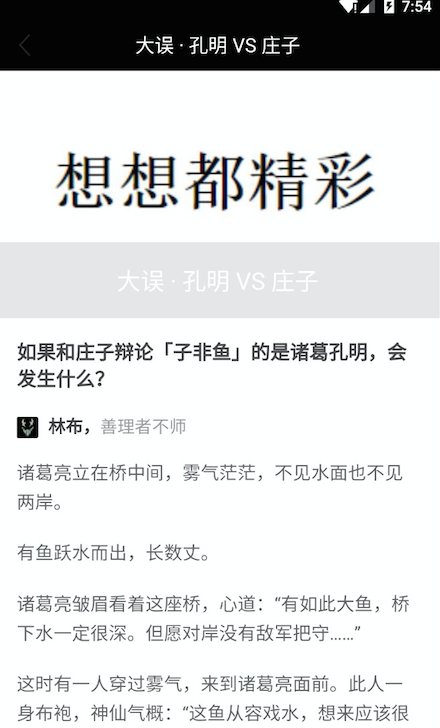 7:54
大误 · 孔明 VS 庄子
想想都精彩
大误 · 孔明 VS 庄子
如果和庄子辩论「子非鱼」的是诸葛孔明，会
发生什么？
林布，善理者不师
诸葛亮立在桥中间，雾气茫茫，不见水面也不见
两岸。
有鱼跃水而出，长数丈。
诸葛亮皱眉看着这座桥，心道：“有如此大鱼，桥
下水一定很深。但愿对岸没有敌军把守……”
这时有一人穿过雾气，来到诸葛亮面前。此人一
身布袍，神仙气概：“这鱼从容戏水，想来应该很